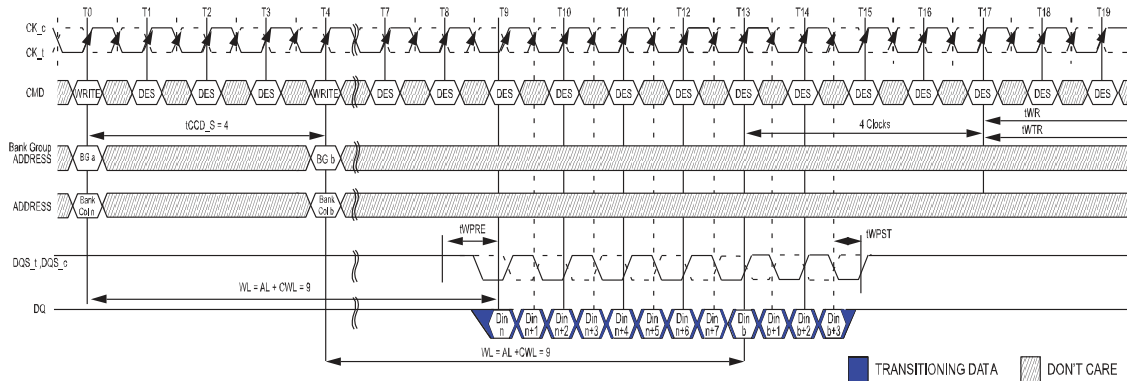 T0 T1 T2 T3 T4 T7 T8 T9 T10 T11 T12 T13 T14 T15 T16 T17 T18 T19
CK_c
CK_t
CMD WRITE DES DES DES WRITE DES DES DES DES DES DES DES DES DES DES DES DES DES
tCCD_S = 4
4 Clocks
tWR
tWTR
Bank Group
ADDRESS
BG a
BG b
ADDRESS
Bank
Col n
Bank
Col b
tWPRE
tWPST
DQS_t ,DQS_c
WL = AL + CWL = 9
DQ
Din
n
Din
n+1
Din
n+2
Din
n+3
Din
n+4
Din
n+5
Din
n+6
Din
n+7
Din
b
Din
b+1
Din
b+2
Din
b+3
WL = AL +CWL = 9
TRANSITIONING DATA
DON'T CARE